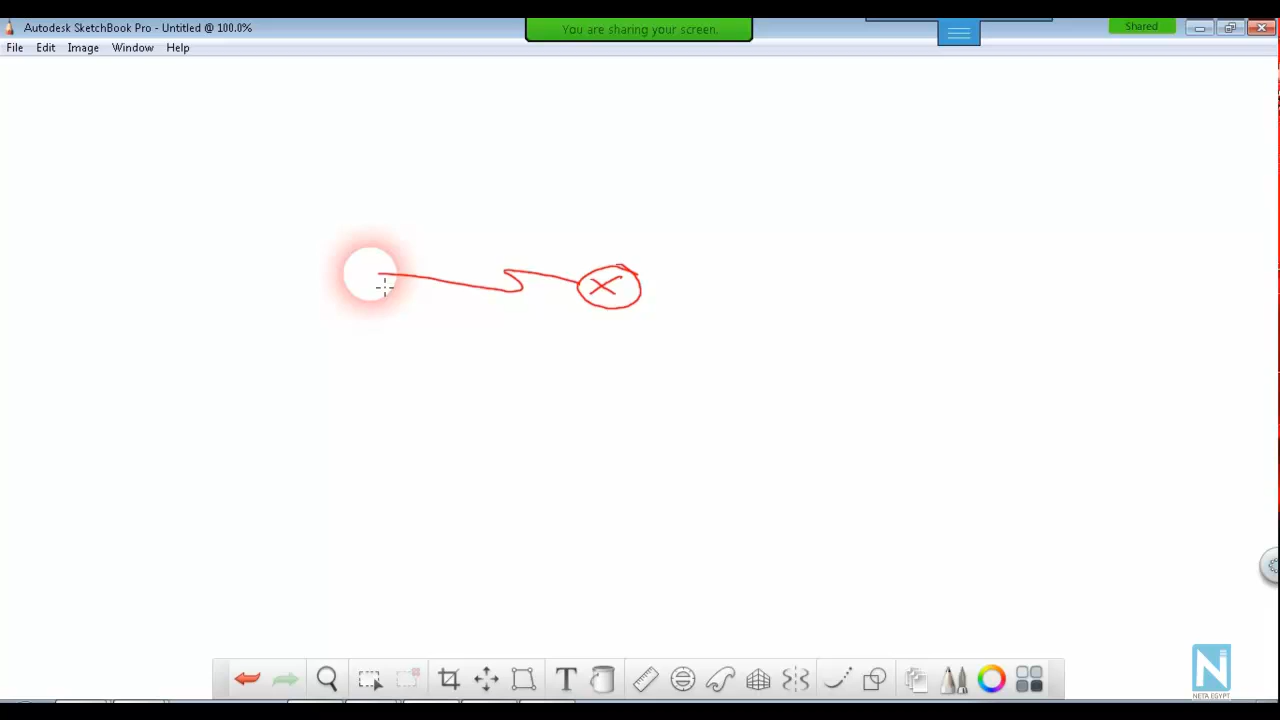 Autodesk SketchBook Pro - Untitled @ 100.0%
You are sharing your screen.
Shared
File Edit Image Window Help
X
T
N
NETA EGYPT